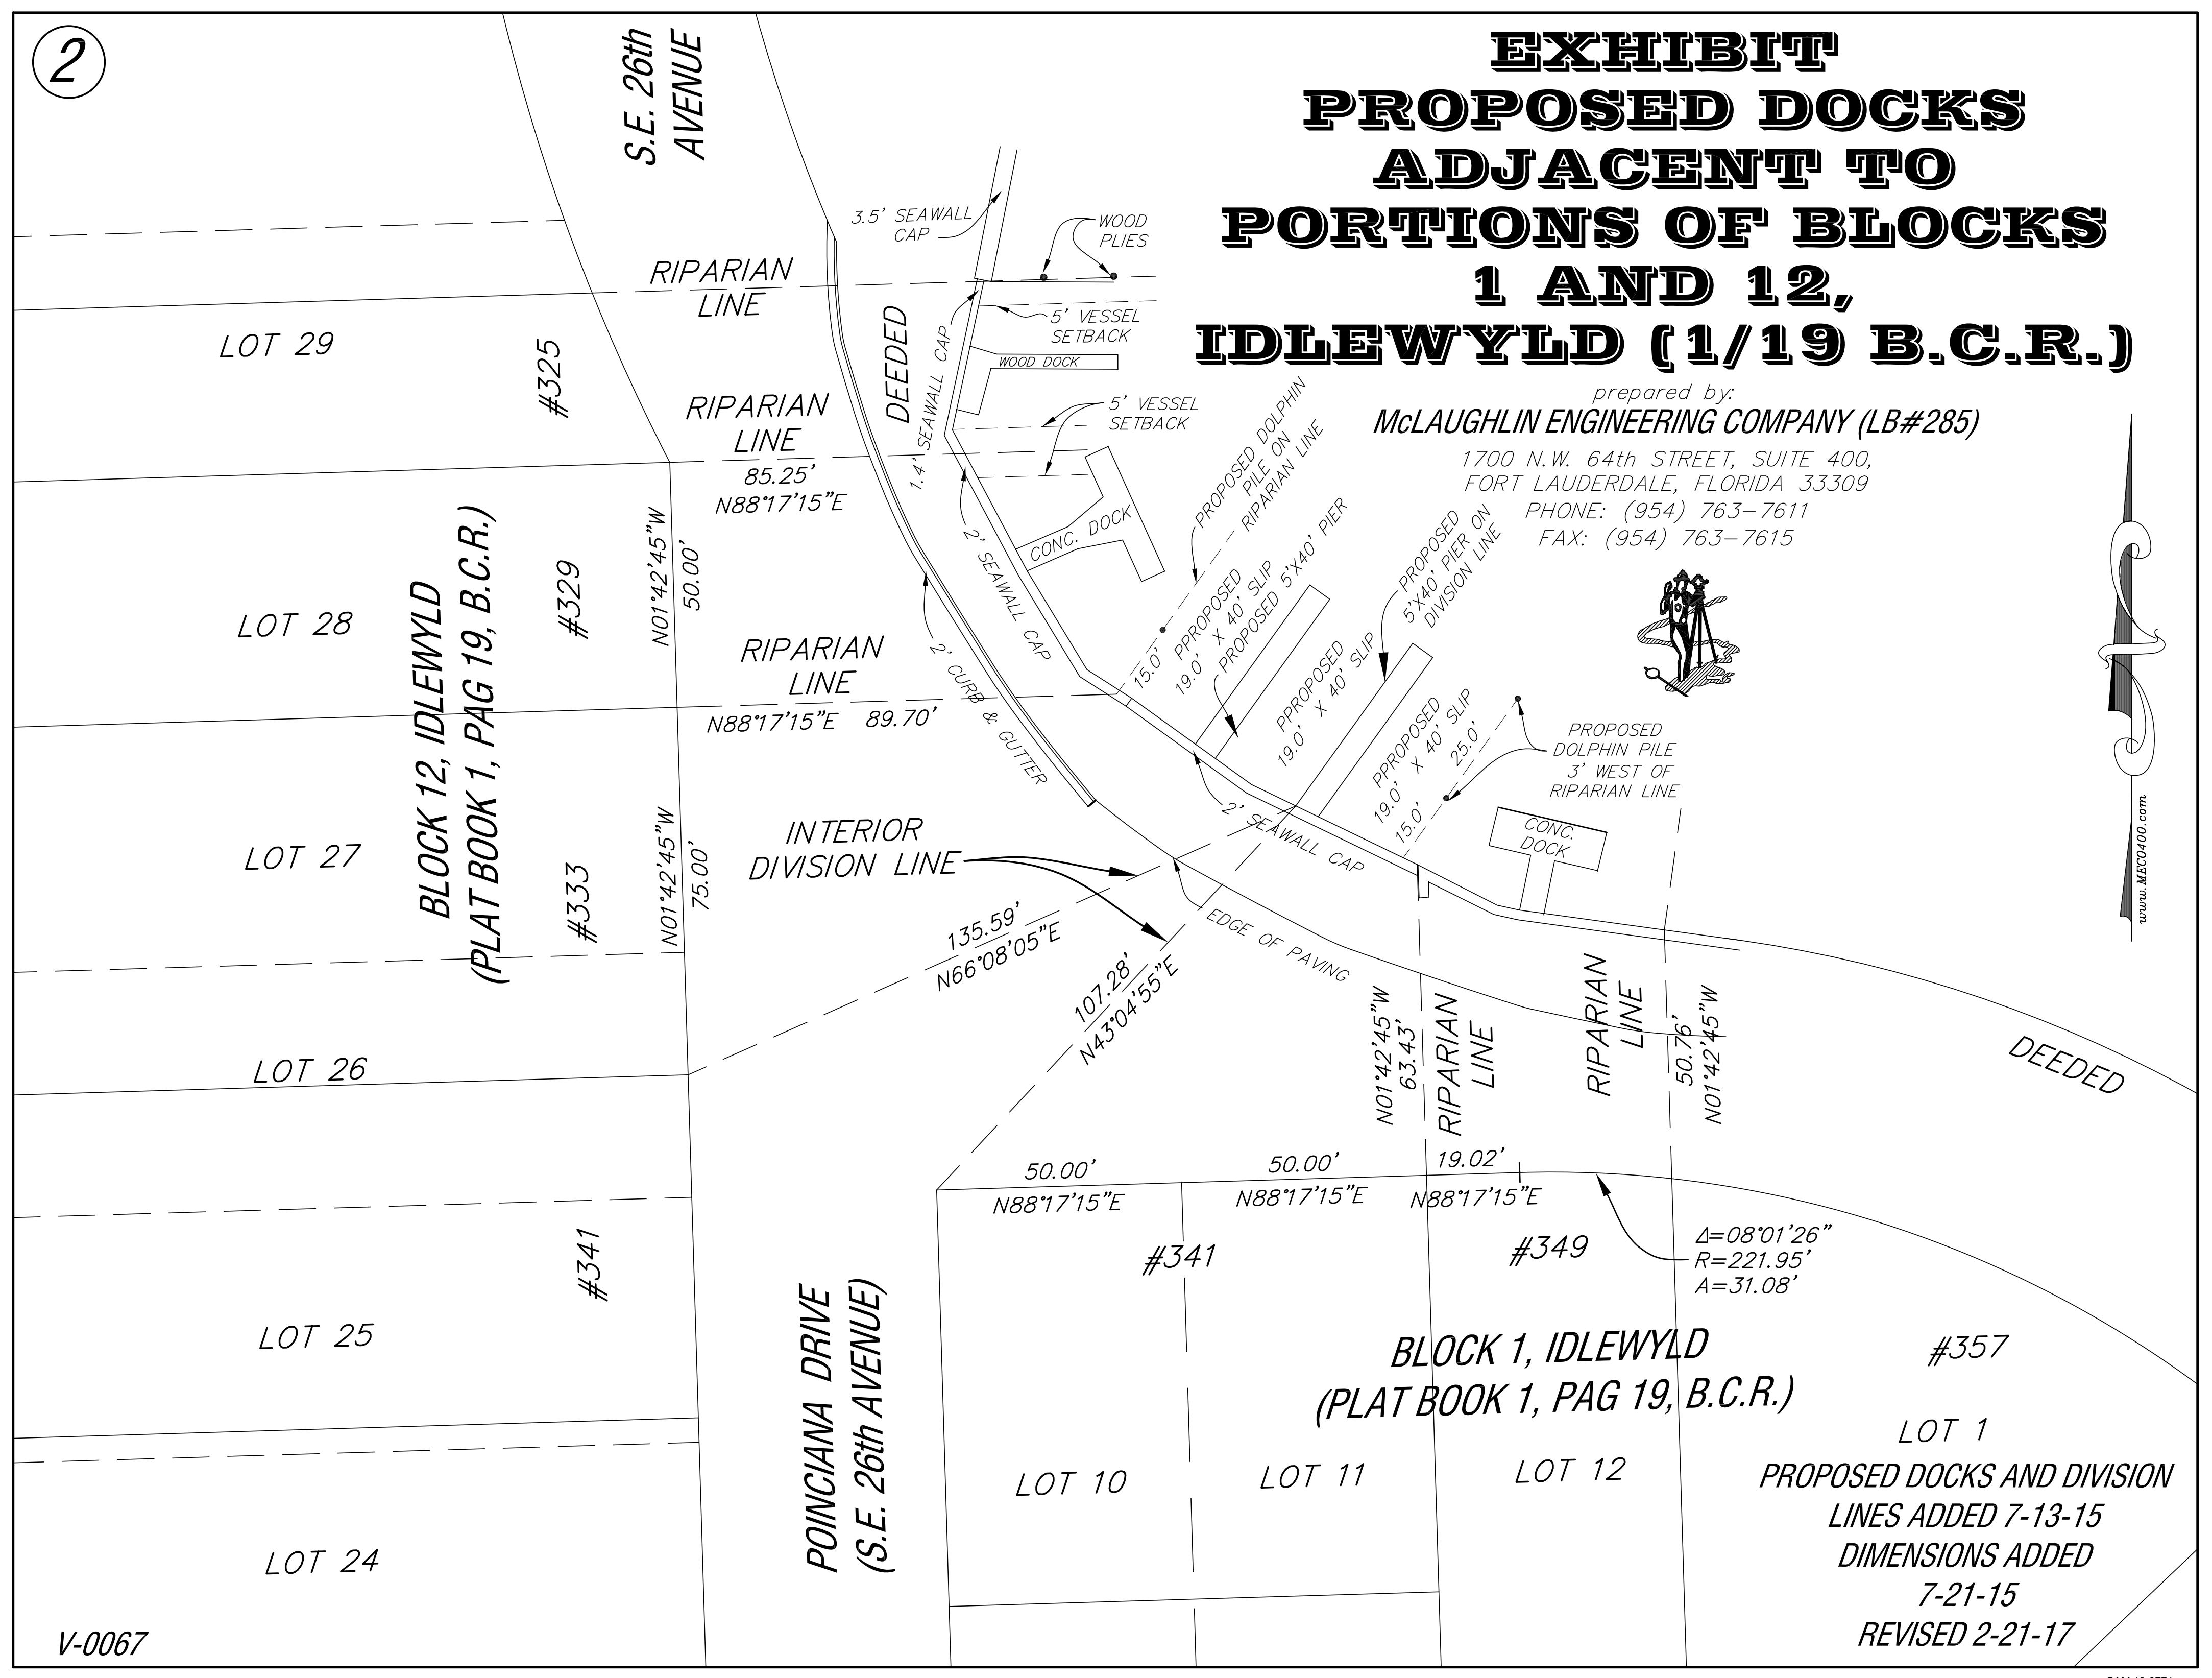 2
S.E. 26th
AVENUE
EXHIBIT
PROPOSED DOCKS
ADJACENT TO
PORTIONS OF BLOCKS
1 AND 12,
IDLEWYLD (1/19 B.C.R.)
prepared by:
McLAUGHLIN ENGINEERING COMPANY (LB#285)
1700 N.W. 64th STREET, SUITE 400,
FORT LAUDERDALE, FLORIDA 33309
PHONE: (954) 763-7611
FAX: (954) 763-7615
www.MECO400.com
3.5' SEAWALL
CAP
WOOD
PLIES
RIPARIAN
LINE
DEEDED
1.4' SEAWALL CAP
5' VESSEL
SETBACK
WOOD DOCK
5' VESSEL
SETBACK
LOT 29
#325
RIPARIAN
LINE
85.25'
N88°17'15"E
CONC. DOCK
2' SEAWALL CAP
PROPOSED DOLPHIN
PILE ON
RIPARIAN LINE
15.0'
PPROPOSED
19.0' X 40' SLIP
PROPOSED 5'X40' PIER
PPROPOSED
19.0' X 40' SLIP
PROPOSED
5'X40' PIER ON
DIVISION LINE
PPROPOSED
19.0' X 40' SLIP
15.0'
25.0'
PROPOSED
DOLPHIN PILE
3' WEST OF
RIPARIAN LINE
CONC.
DOCK
BLOCK 12, IDLEWYLD
(PLAT BOOK 1, PAG 19, B.C.R.)
LOT 28
#329
N01°42'45"W
50.00'
RIPARIAN
LINE
N88°17'15"E 89.70'
2' CURB & GUTTER
2' SEAWALL CAP
LOT 27
#333
N01°42'45"W
75.00'
INTERIOR
DIVISION LINE
135.59'
N66°08'05"E
107.28'
N43°04'55"E
EDGE OF PAVING
N01°42'45"W
63.43'
RIPARIAN
LINE
RIPARIAN
LINE
50.76'
N01°42'45"W
DEEDED
LOT 26
50.00'
N88°17'15"E
50.00'
N88°17'15"E
19.02'
N88°17'15"E
#341
#341
#349
Δ=08°01'26"
R=221.95'
A=31.08'
LOT 25
POINCIANA DRIVE
(S.E. 26th AVENUE)
BLOCK 1, IDLEWYLD
(PLAT BOOK 1, PAG 19, B.C.R.)
#357
LOT 1
LOT 10
LOT 11
LOT 12
LOT 24
PROPOSED DOCKS AND DIVISION
LINES ADDED 7-13-15
DIMENSIONS ADDED
7-21-15
REVISED 2-21-17
V-0067